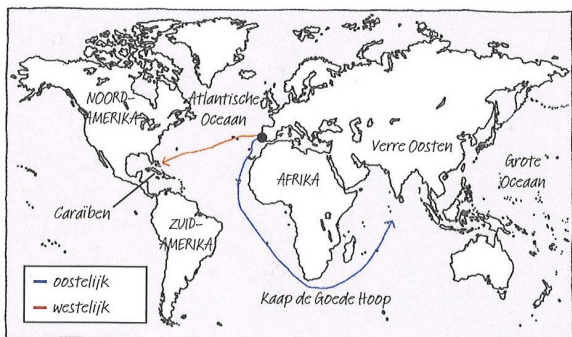 NOORD-
AMERIKA
Atlantische
Oceaan
Verre Oosten
Grote
Oceaan
AFRIKA
Caraïben
ZUID-
AMERIKA
Kaap de Goede Hoop
oostelijk
westelijk